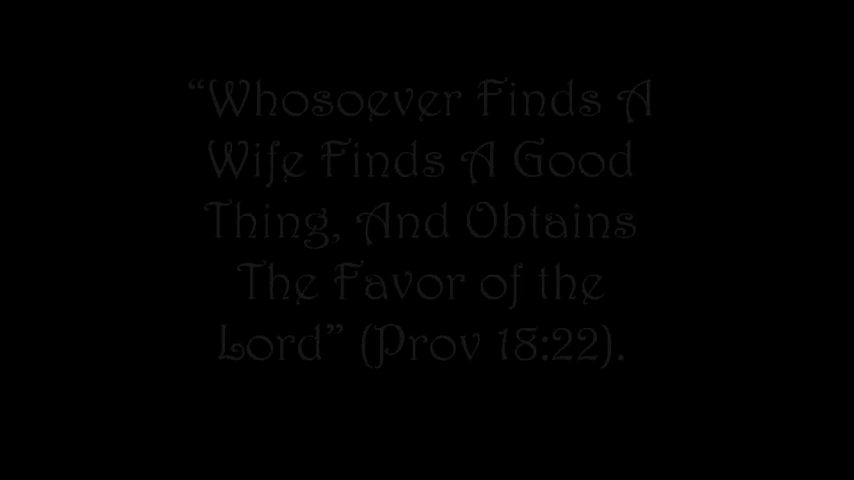 “Whosoever Finds A
Wife Finds A Good
Thing, And Obtains
The Favor of the
Lord” (Prov 18:22).